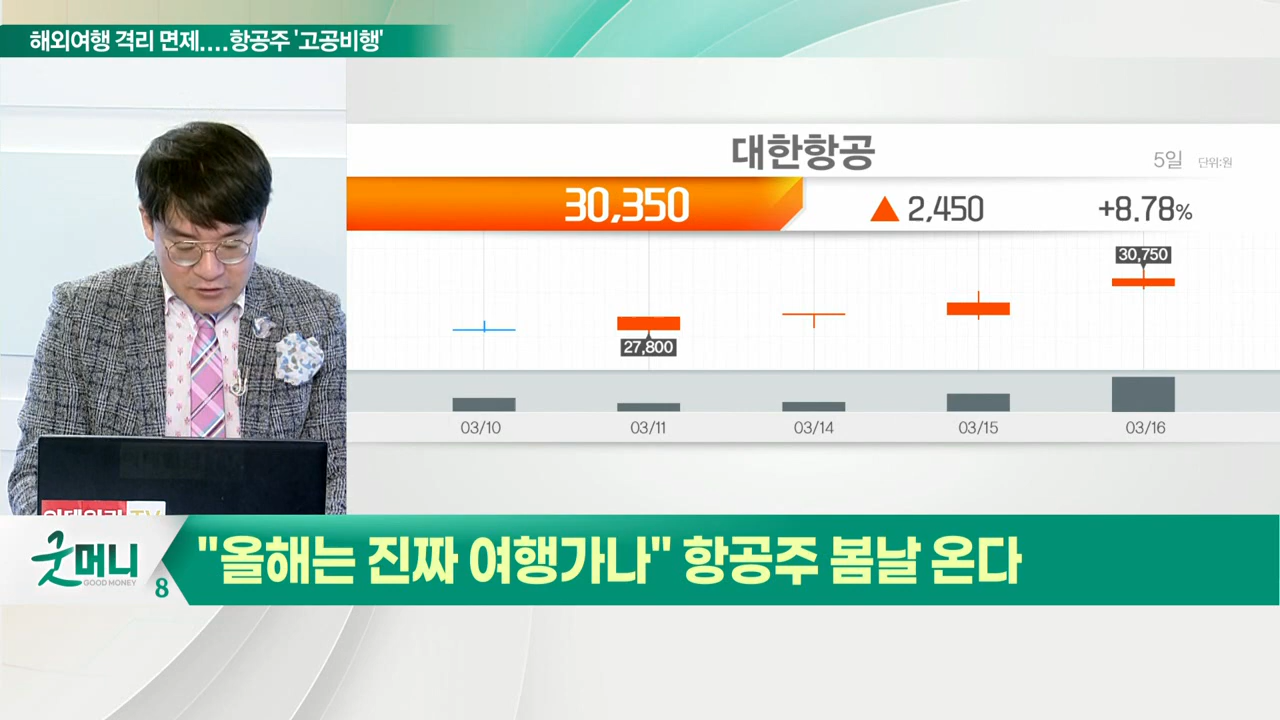 해외여행 격리 면제....항공주 '고공비행'
대한항공
5일 단위:원
30,350 ▲ 2,450 +8.78%
30,750
27,800
03/10 03/11 03/14 03/15 03/16
굿머니
GOOD MONEY
8
"올해는 진짜 여행가나" 항공주 봄날 온다